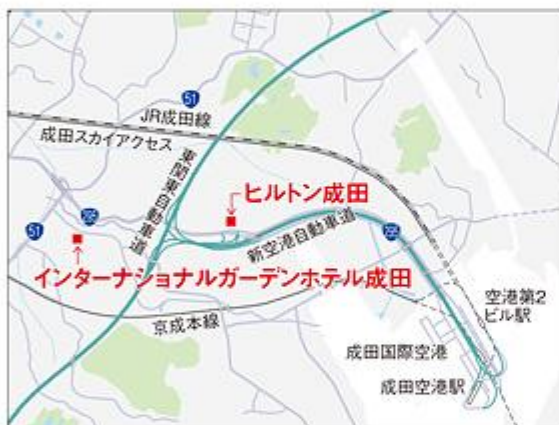 51
JR成田線
成田スカイアクセス
東関東自動車道
ヒルトン成田
295
51
295
新空港自動車道
インターナショナルガーデンホテル成田
空港第2
ビル駅
京成本線
成田国際空港
成田空港駅